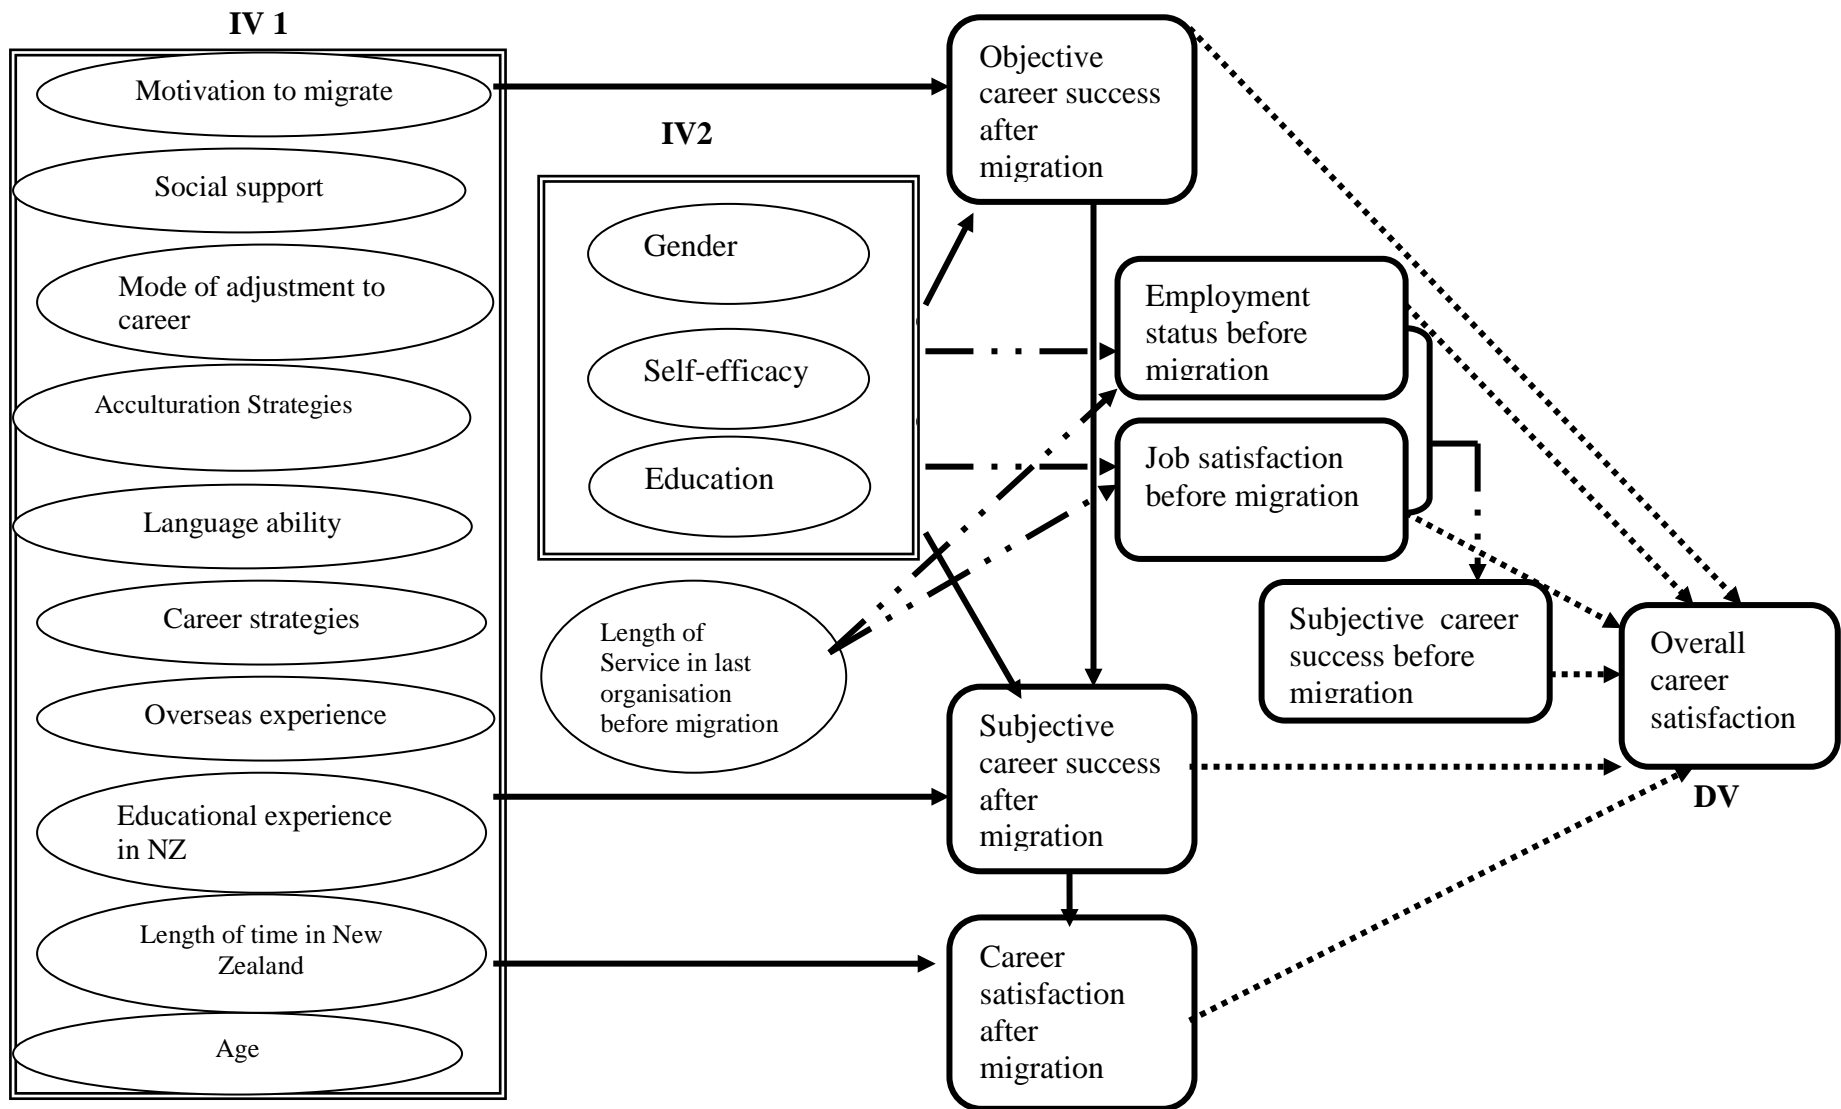 IV 1
Motivation to migrate
Social support
Mode of adjustment to
career
Acculturation Strategies
Language ability
Career strategies
Overseas experience
Educational experience
in NZ
Length of time in New
Zealand
Age
IV2
Gender
Self-efficacy
Education
Length of
Service in last
organisation
before migration
Objective
career success
after
migration
Employment
status before
migration
Job satisfaction
before migration
Subjective career
success before
migration
Subjective
career success
after
migration
Career
satisfaction
after
migration
Overall
career
satisfaction
DV